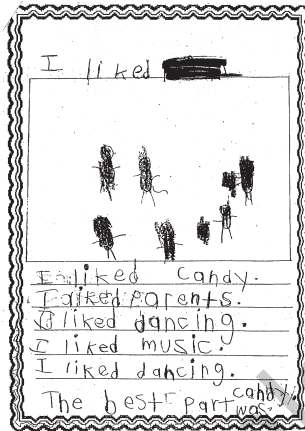 I liked
I liked candy.
I liked parents.
I liked dancing.
I liked music.
I liked dancing.
The best part candy
was.